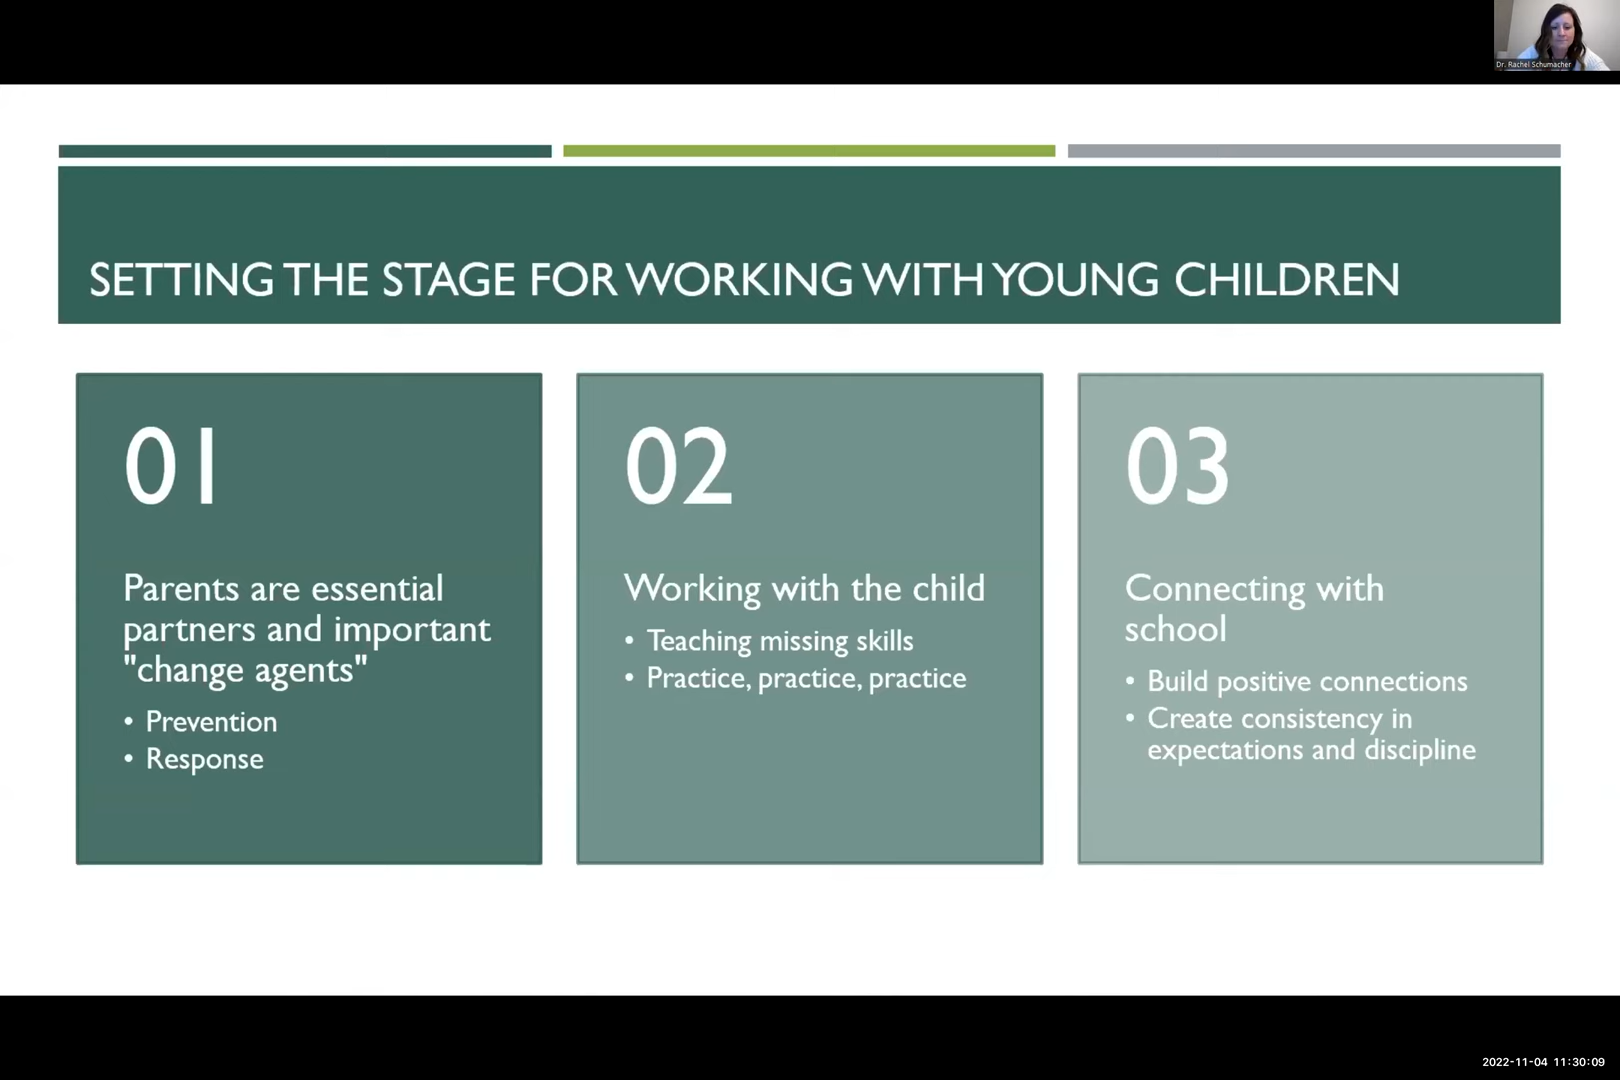 Dr. Rachel Schumacher
SETTING THE STAGE FOR WORKING WITH YOUNG CHILDREN
01
Parents are essential
partners and important
"change agents"
• Prevention
• Response
02
Working with the child
• Teaching missing skills
• Practice, practice, practice
03
Connecting with
school
• Build positive connections
• Create consistency in
expectations and discipline
2022-11-04 11:30:09